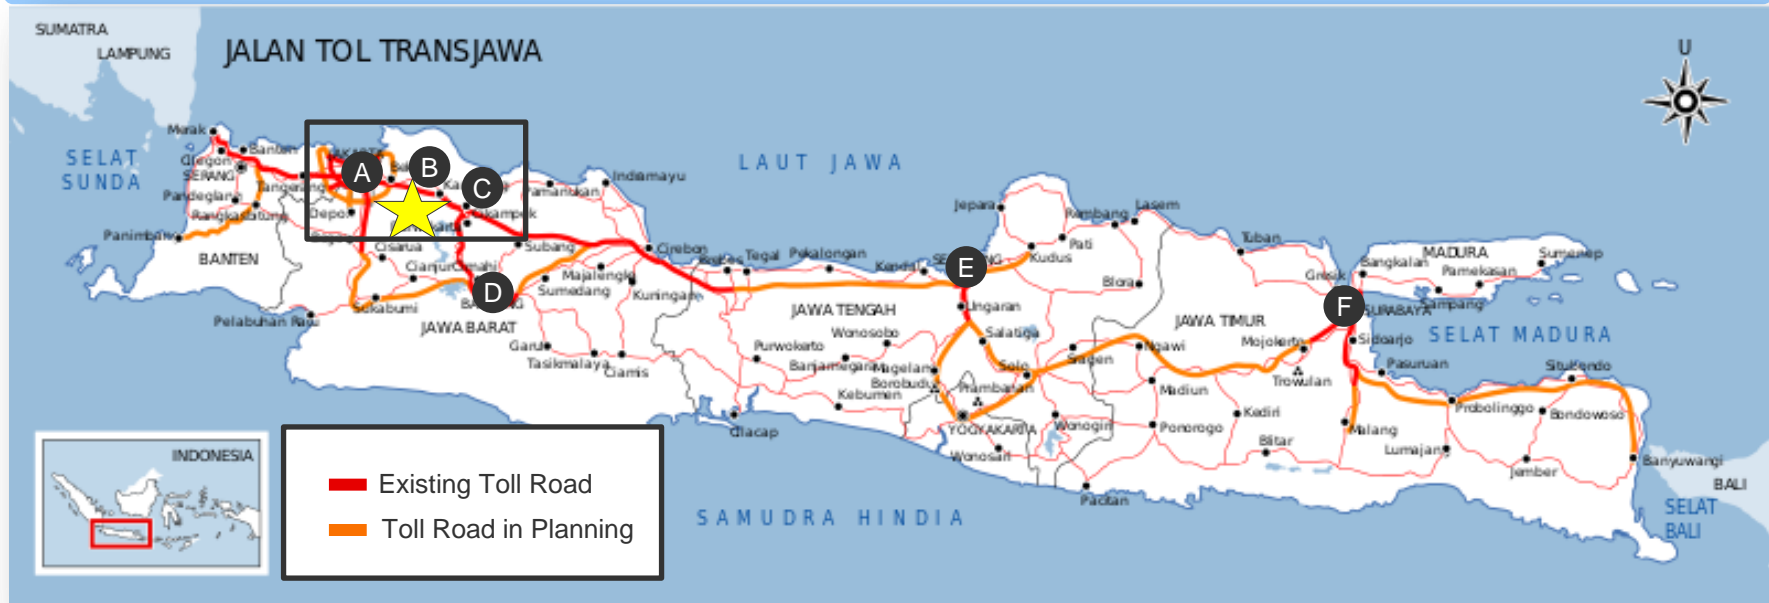 SUMATRA
LAMPUNG
JALAN TOL TRANSJAWA
U
Merak
SELAT
SUNDA
Banten
SERANG
Tangerang
Pandeglang
Rangkasbitung
Panimbang
BANTEN
A
B
C
Depok
Cisarua
Cianjur
Cimahi
Subang
Pamanukan
Indramayu
Cirebon
LAUT JAWA
D
Majalengka
Sumedang
Kuningan
Sukabumi
Pelabuhan Ratu
JAWA BARAT
Garut
Tasikmalaya
Ciamis
Tegal
Pekalongan
Kendal
E
Ungaran
JAWA TENGAH
Wonosobo
Purwokerto
Banjarnegara
Magelang
Borobudur
Kebumen
Cilacap
Salatiga
Solo
Prambanan
YOGYAKARTA
Wonosari
Wonogiri
Sragen
Jepara
Rembang
Lasem
Pati
Kudus
Blora
Tuban
Gresik
F
SURABAYA
Bangkalan
MADURA
Pamekasan
Sampang
Sumenep
SELAT MADURA
JAWA TIMUR
Ngawi
Mojokerto
Trowulan
Sidoarjo
Pasuruan
Madiun
Kediri
Ponorogo
Blitar
Malang
Pacitan
Probolinggo
Situbondo
Bondowoso
Lumajang
Jember
Banyuwangi
BALI
SELAT
BALI
SAMUDRA HINDIA
INDONESIA
Existing Toll Road
Toll Road in Planning